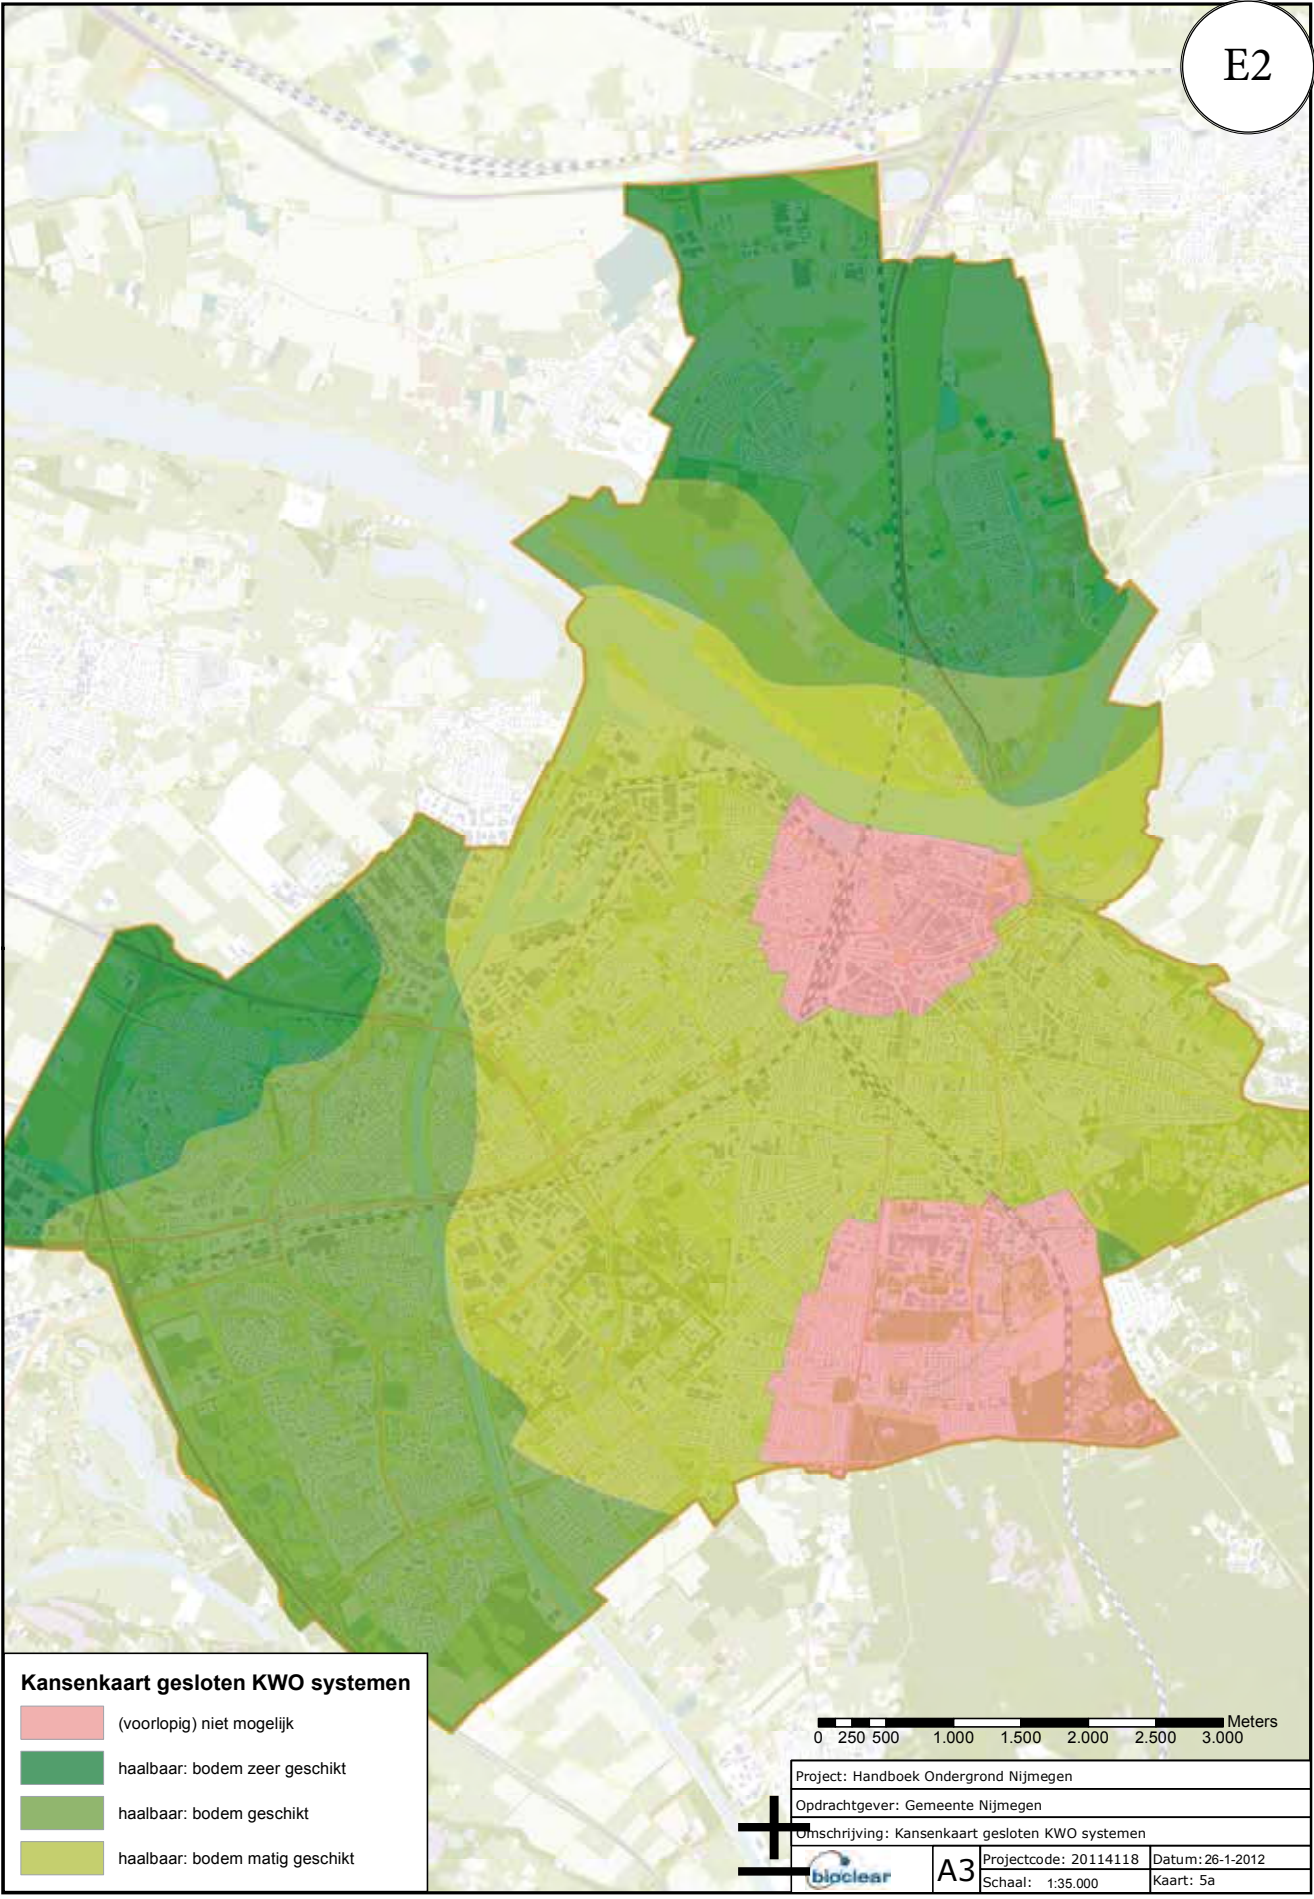 E2
Kansenkaart gesloten KWO systemen
(voorlopig) niet mogelijk
haalbaar: bodem zeer geschikt
haalbaar: bodem geschikt
haalbaar: bodem matig geschikt
Meters
0 250 500 1.000 1.500 2.000 2.500 3.000
Project: Handboek Ondergrond Nijmegen
Opdrachtgever: Gemeente Nijmegen
Omschrijving: Kansenkaart gesloten KWO systemen
bioclear
A3
Projectcode: 20114118
Datum: 26-1-2012
Schaal: 1:35.000
Kaart: 5a